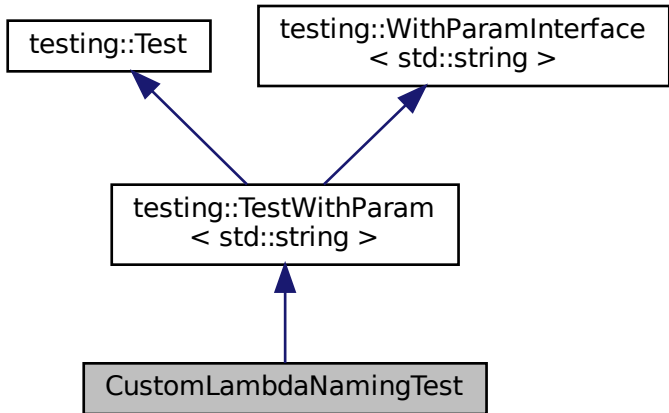 testing::Test
testing::WithParamInterface
< std::string >
testing::TestWithParam
< std::string >
CustomLambdaNamingTest